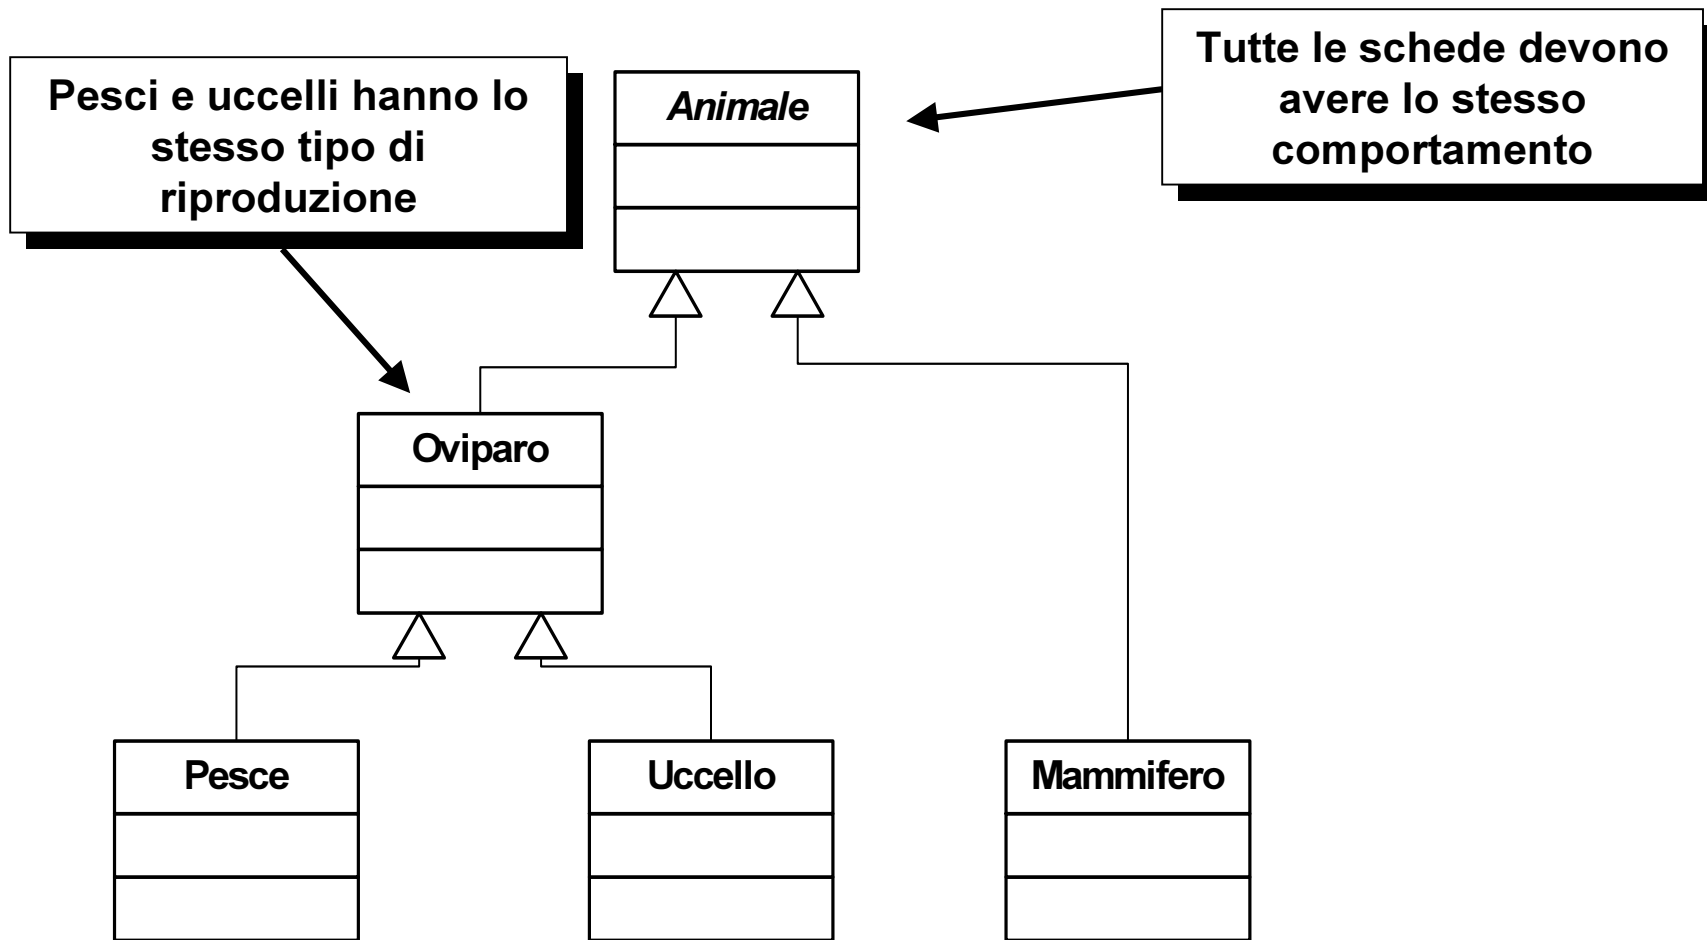 Pesci e uccelli hanno lo
stesso tipo di
riproduzione
Animale
Tutte le schede devono
avere lo stesso
comportamento
Oviparo
Pesce
Uccello
Mammifero